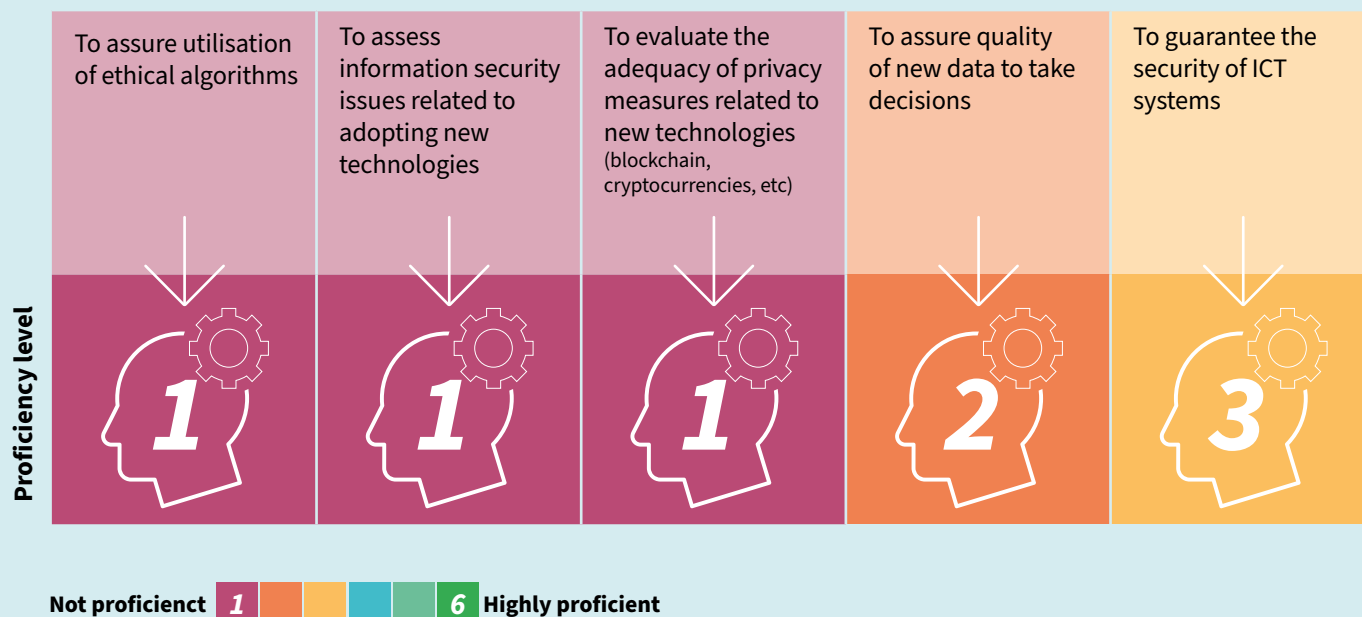 To assure utilisation
of ethical algorithms
To assess
information security
issues related to
adopting new
technologies
To evaluate the
adequacy of privacy
measures related to
new technologies
(blockchain,
cryptocurrencies, etc)
To assure quality
of new data to take
decisions
To guarantee the
security of ICT
systems
Proficiency level
1
1
1
2
3
Not proficienct 1 6 Highly proficient